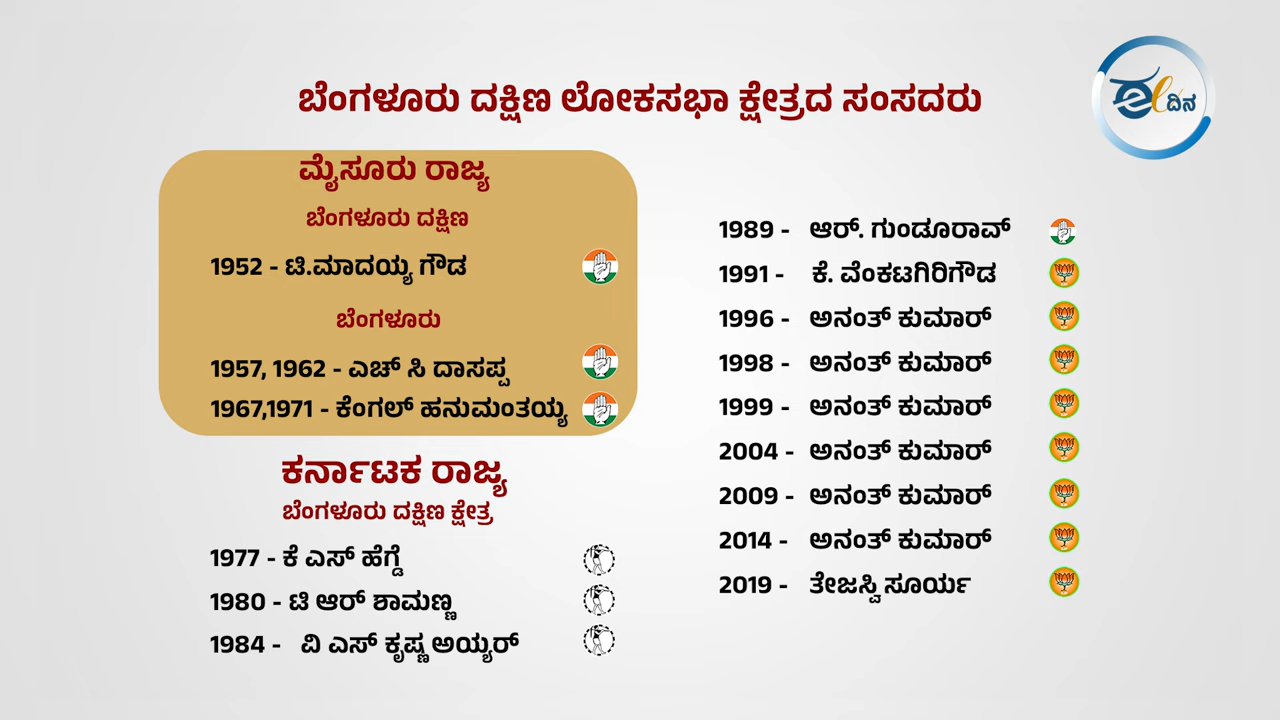 ಬೆಂಗಳೂರು ದಕ್ಷಿಣ ಲೋಕಸಭಾ ಕ್ಷೇತ್ರದ ಸಂಸದರು
ಈ ದಿನ
ಮೈಸೂರು ರಾಜ್ಯ
ಬೆಂಗಳೂರು ದಕ್ಷಿಣ
1952 - ಟಿ.ಮಾದಯ್ಯ ಗೌಡ
ಬೆಂಗಳೂರು
1957, 1962 - ಎಚ್ ಸಿ ದಾಸಪ್ಪ
1967,1971 - ಕೆಂಗಲ್ ಹನುಮಂತಯ್ಯ
ಕರ್ನಾಟಕ ರಾಜ್ಯ
ಬೆಂಗಳೂರು ದಕ್ಷಿಣ ಕ್ಷೇತ್ರ
1977 - ಕೆ ಎಸ್ ಹೆಗ್ಡೆ
1980 - ಟಿ ಆರ್ ಶಾಮಣ್ಣ
1984 - ವಿ ಎಸ್ ಕೃಷ್ಣ ಅಯ್ಯರ್
1989 - ಆರ್. ಗುಂಡೂರಾವ್
1991 - ಕೆ. ವೆಂಕಟಗಿರಿಗೌಡ
1996 - ಅನಂತ್ ಕುಮಾರ್
1998 - ಅನಂತ್ ಕುಮಾರ್
1999 - ಅನಂತ್ ಕುಮಾರ್
2004 - ಅನಂತ್ ಕುಮಾರ್
2009 - ಅನಂತ್ ಕುಮಾರ್
2014 - ಅನಂತ್ ಕುಮಾರ್
2019 - ತೇಜಸ್ವಿ ಸೂರ್ಯ